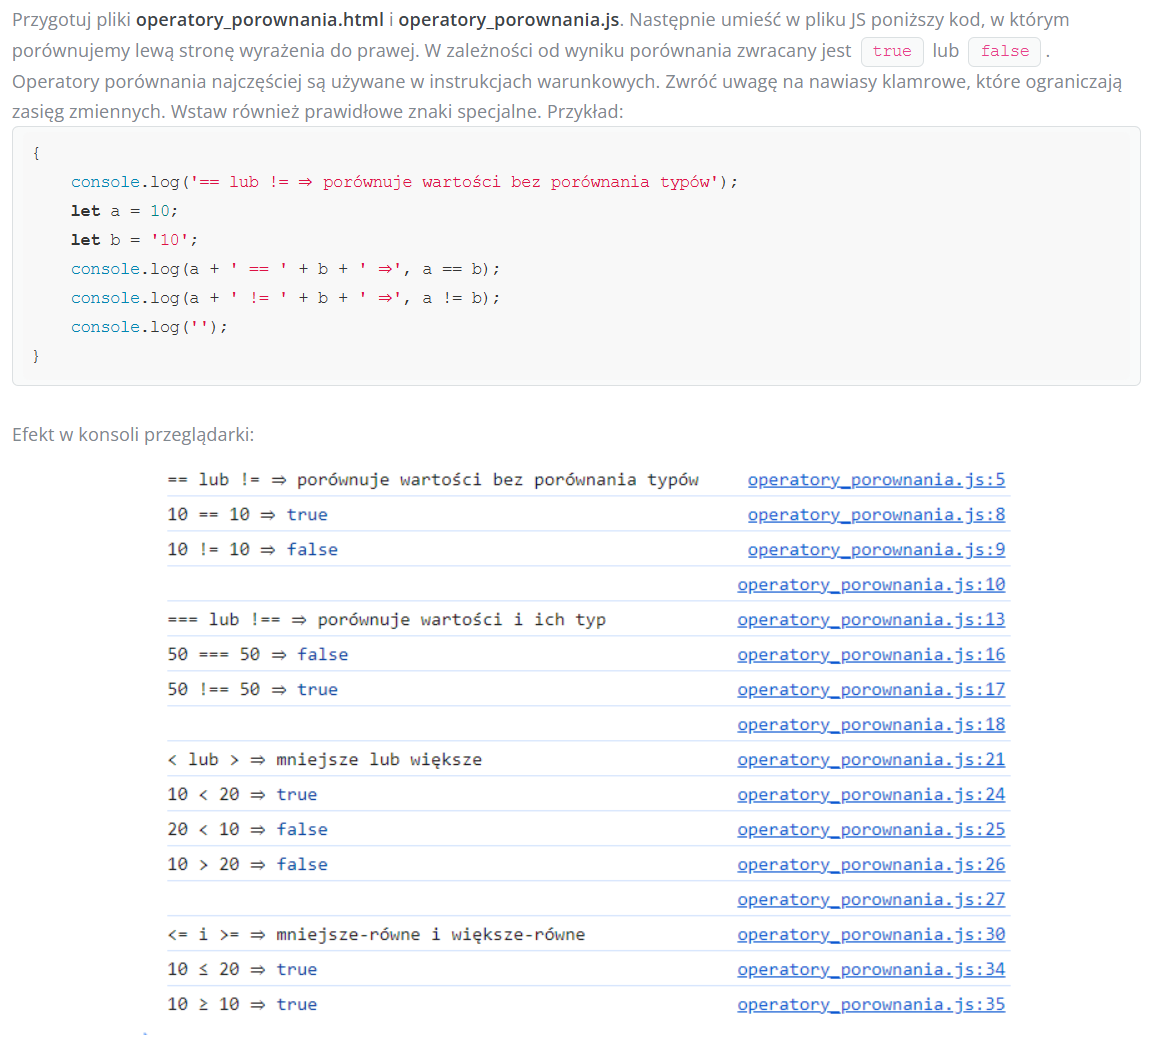 Przygotuj pliki operatory_porownania.html i operatory_porownania.js. Następnie umieść w pliku JS poniższy kod, w którym
porównujemy lewą stronę wyrażenia do prawej. W zależności od wyniku porównania zwracany jest true lub false .
Operatory porównania najczęściej są używane w instrukcjach warunkowych. Zwróć uwagę na nawiasy klamrowe, które ograniczają
zasięg zmiennych. Wstaw również prawidłowe znaki specjalne. Przykład:
{
    console.log('== lub != ⇒ porównuje wartości bez porównania typów');
    let a = 10;
    let b = '10';
    console.log(a + ' == ' + b + ' ⇒', a == b);
    console.log(a + ' != ' + b + ' ⇒', a != b);
    console.log('');
}
Efekt w konsoli przeglądarki:
== lub != ⇒ porównuje wartości bez porównania typów operatory_porownania.js:5
10 == 10 ⇒ true operatory_porownania.js:8
10 != 10 ⇒ false operatory_porownania.js:9
operatory_porownania.js:10
=== lub !== ⇒ porównuje wartości i ich typ operatory_porownania.js:13
50 === 50 ⇒ false operatory_porownania.js:16
50 !== 50 ⇒ true operatory_porownania.js:17
operatory_porownania.js:18
< lub > ⇒ mniejsze lub większe operatory_porownania.js:21
10 < 20 ⇒ true operatory_porownania.js:24
20 < 10 ⇒ false operatory_porownania.js:25
10 > 20 ⇒ false operatory_porownania.js:26
operatory_porownania.js:27
<= i >= ⇒ mniejsze-równe i większe-równe operatory_porownania.js:30
10 ≤ 20 ⇒ true operatory_porownania.js:34
10 ≥ 10 ⇒ true operatory_porownania.js:35